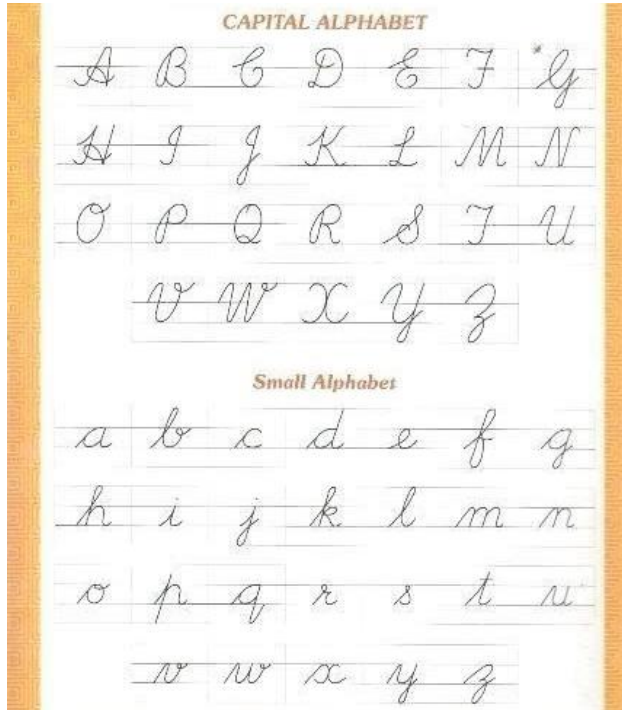 CAPITAL ALPHABET
A B C D E F G
H I J K L M N
O P Q R S T U
V W X Y Z
Small Alphabet
a b c d e f g
h i j k l m n
o p q r s t u
v w x y z